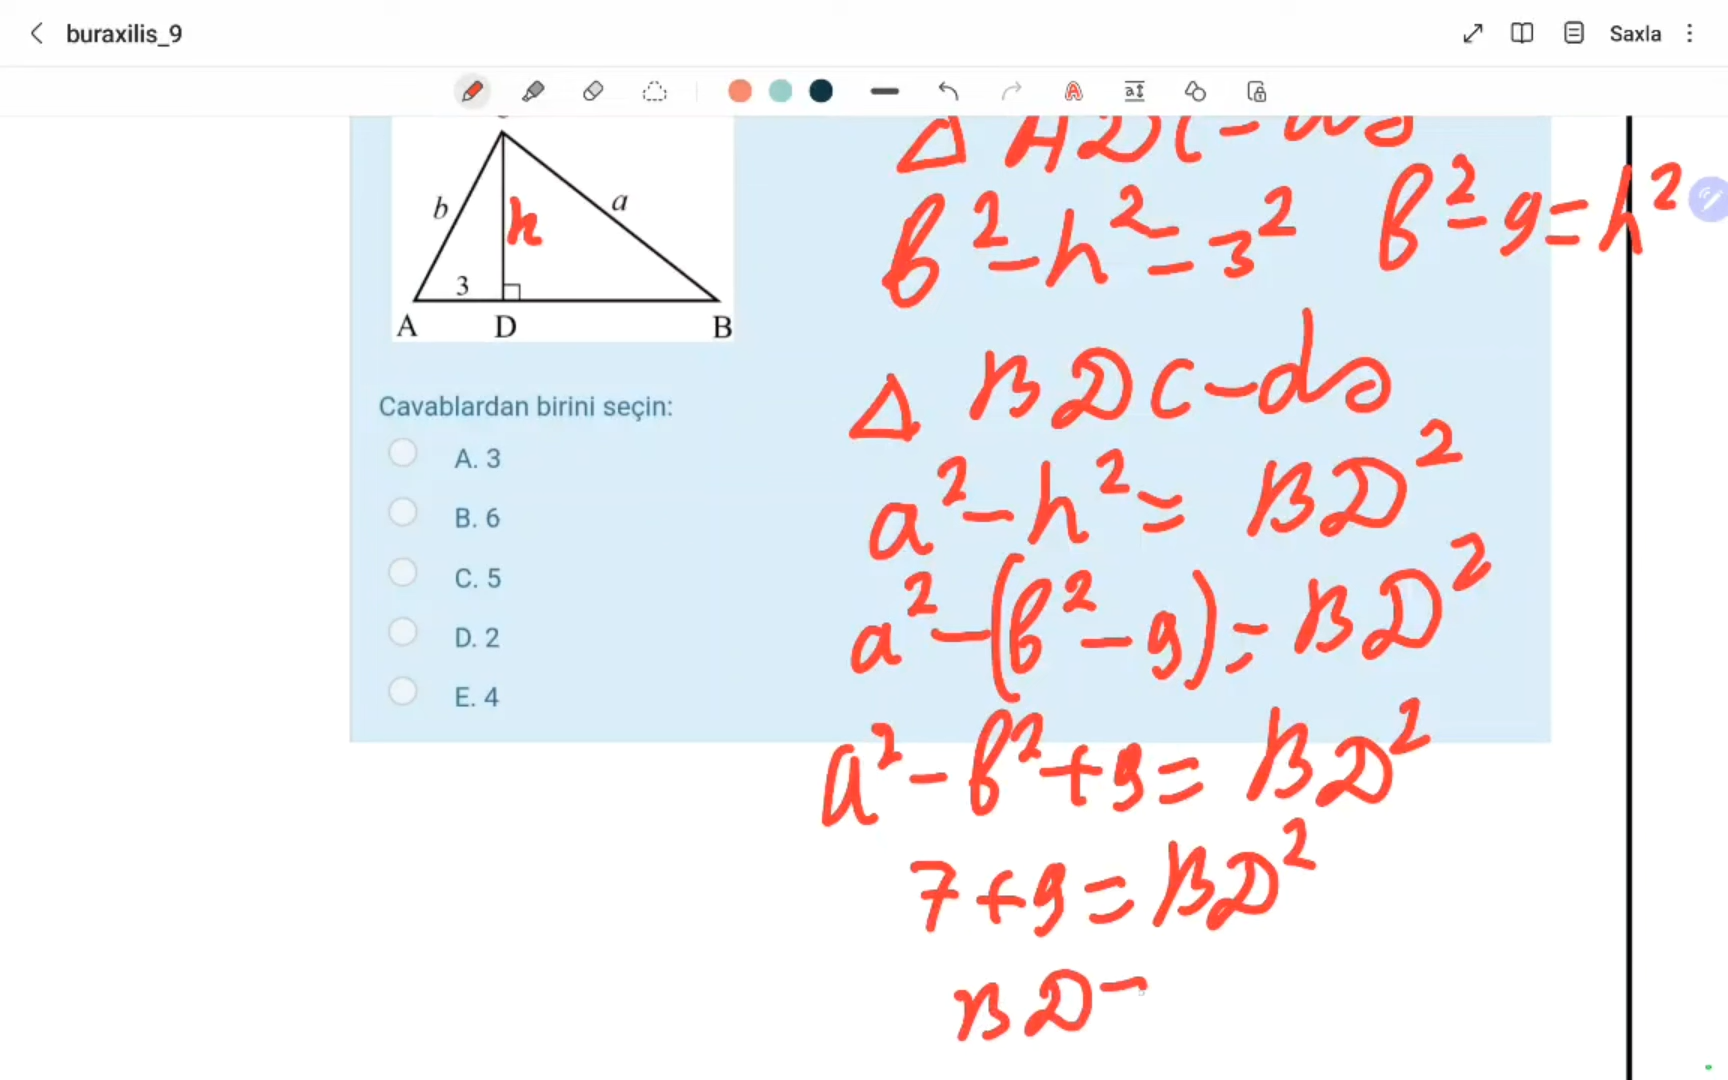 buraxilis_9
Saxla
b
h
a
3
A D B
Cavablardan birini seçin:
A. 3
B. 6
C. 5
D. 2
E. 4
Δ ADC-də
b²-h²=3² b²-9=h²
Δ BDC-də
a²-h²= BD²
a²-(b²-9)=BD²
a²-b²+9=BD²
7+9=BD²
BD-